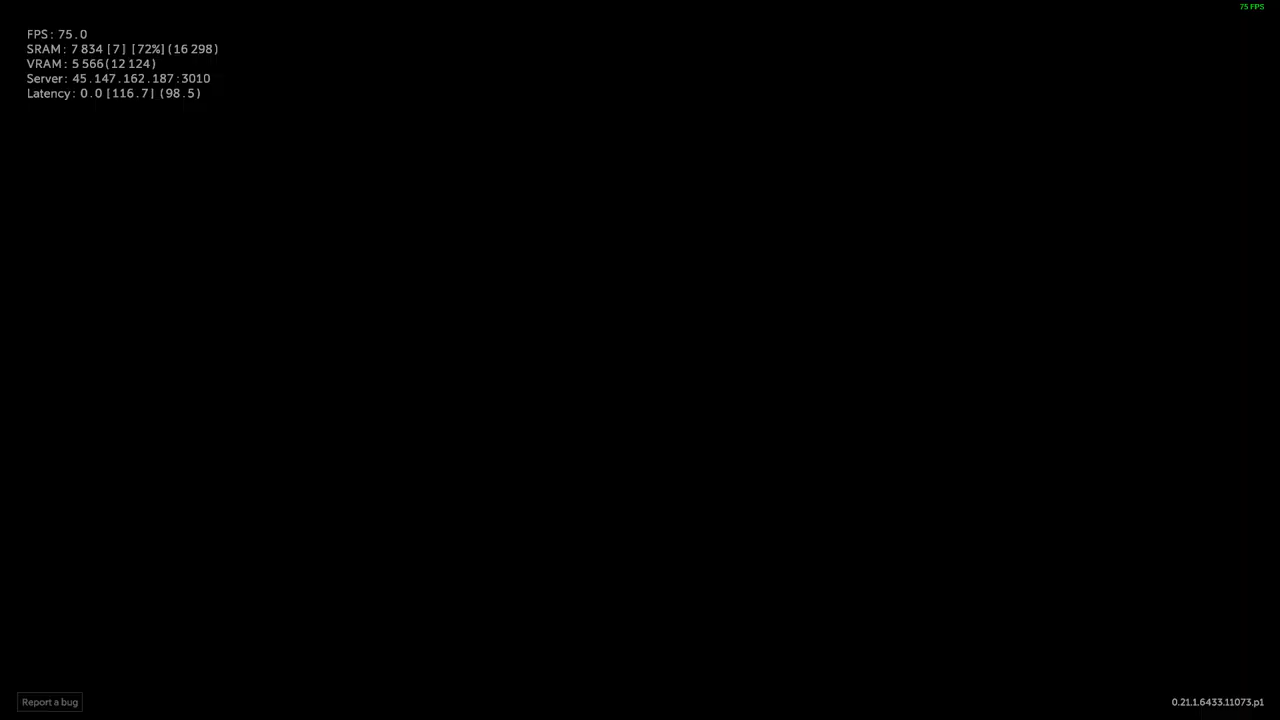 75 FPS
FPS: 75.0
SRAM: 7 834 [7] [72%] (16 298)
VRAM: 5 566(12 124)
Server: 45.147.162.187:3010
Latency: 0.0 [116.7] (98.5)
Report a bug
0.21.1.6433.11073.p1